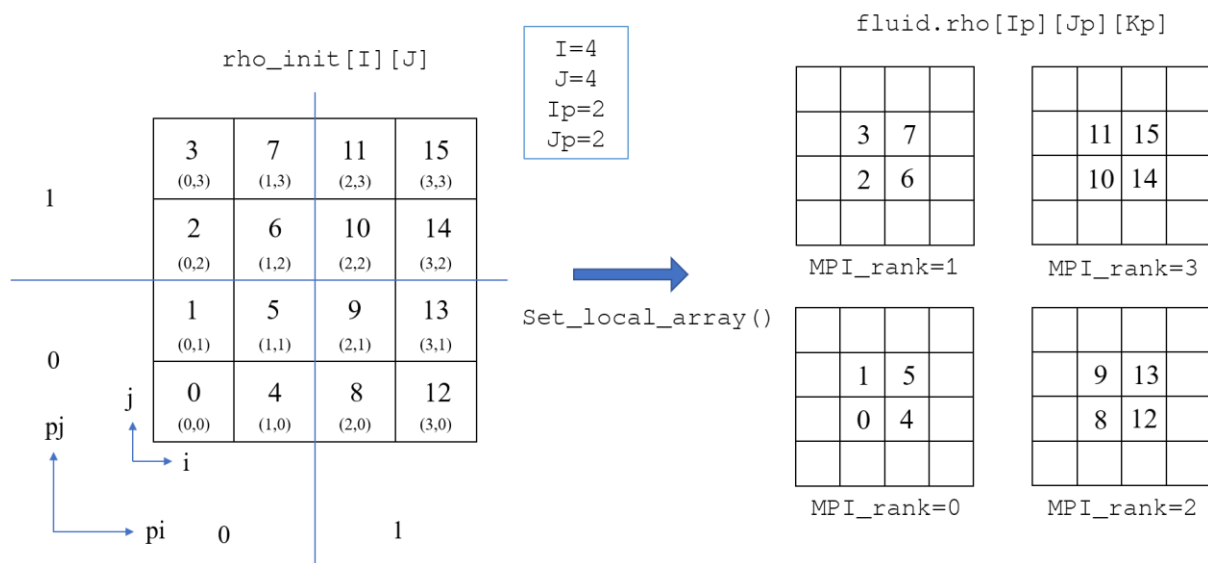 rho_init[I][J]
I=4
J=4
Ip=2
Jp=2
fluid.rho[Ip][Jp][Kp]
3 7 11 15
(0,3) (1,3) (2,3) (3,3)
1
2 6 10 14
(0,2) (1,2) (2,2) (3,2)
1 5 9 13
(0,1) (1,1) (2,1) (3,1)
0
0 4 8 12
(0,0) (1,0) (2,0) (3,0)
j
i
pj
pi
0 1
Set_local_array()
3 7
2 6
MPI_rank=1
11 15
10 14
MPI_rank=3
1 5
0 4
MPI_rank=0
9 13
8 12
MPI_rank=2